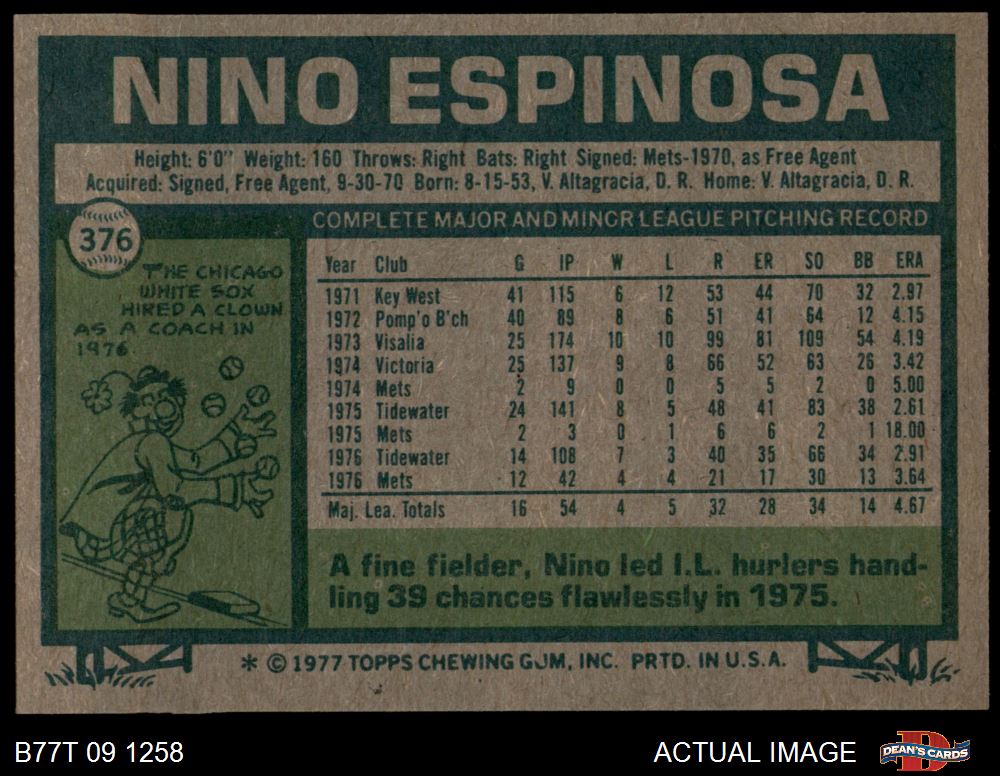 NINO ESPINOSA
Height: 6'0" Weight: 160 Throws: Right Bats: Right Signed: Mets-1970, as Free Agent
Acquired: Signed, Free Agent, 9-30-70 Born: 8-15-53, V. Altagracia, D. R. Home: V. Altagracia, D. R.
376
THE CHICAGO
WHITE SOX
HIRED A CLOWN
AS A COACH IN
1976
COMPLETE MAJOR AND MINOR LEAGUE PITCHING RECORD
Year Club G IP W L R ER SO BB ERA
1971 Key West 41 115 6 12 53 44 70 32 2.97
1972 Pomp'o B'ch 40 89 8 6 51 41 64 12 4.15
1973 Visalia 25 174 10 10 99 81 109 54 4.19
1974 Victoria 25 137 9 8 66 52 63 26 3.42
1974 Mets 2 9 0 0 5 5 2 0 5.00
1975 Tidewater 24 141 8 5 48 41 83 38 2.61
1975 Mets 2 3 0 1 6 6 2 1 18.00
1976 Tidewater 14 108 7 3 40 35 66 34 2.91
1976 Mets 12 42 4 4 21 17 30 13 3.64
Maj. Lea. Totals 16 54 4 5 32 28 34 14 4.67
A fine fielder, Nino led I.L. hurlers hand-
ling 39 chances flawlessly in 1975.
* © 1977 TOPPS CHEWING GUM, INC. PRTD. IN U.S.A.
B77T 09 1258
ACTUAL IMAGE
DEAN'S CARDS